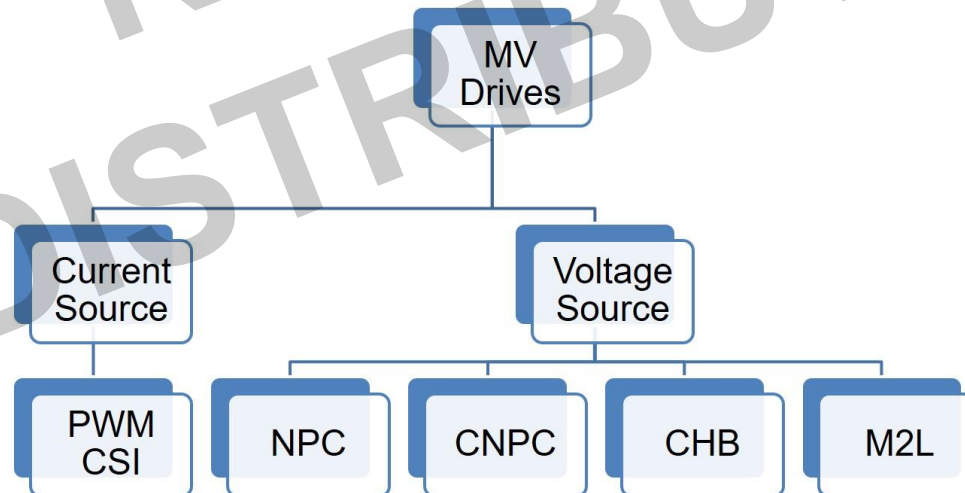 MV
Drives
Current
Source
Voltage
Source
PWM
CSI
NPC
CNPC
CHB
M2L